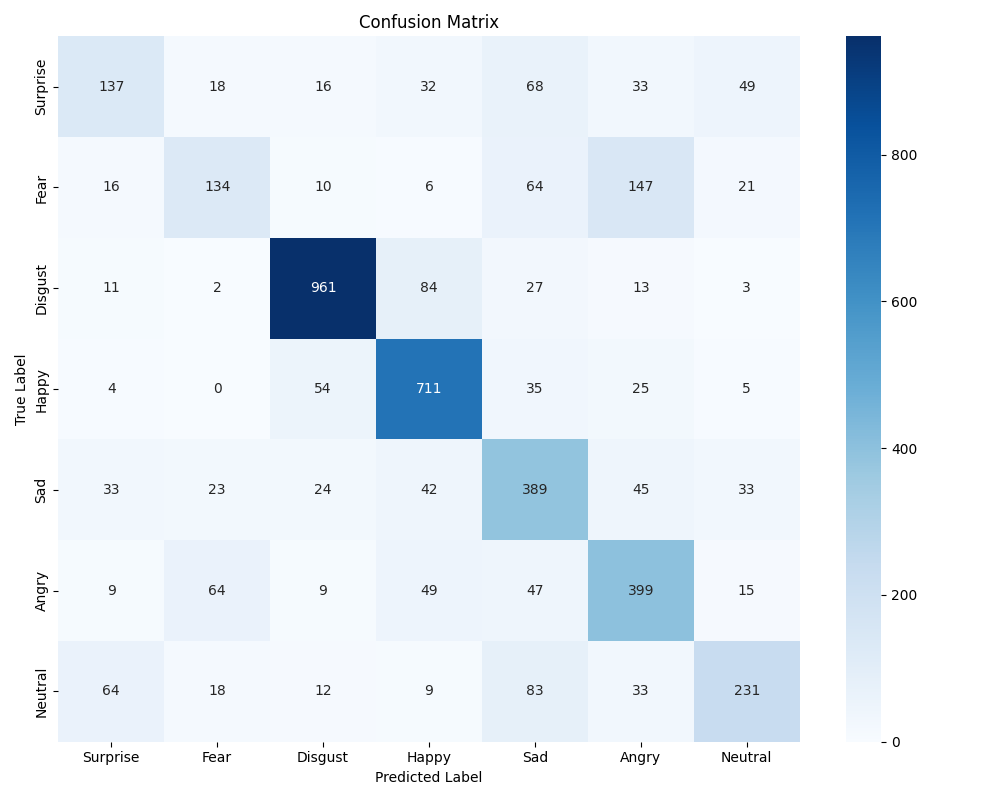 Confusion Matrix
True Label
Surprise 137 18 16 32 68 33 49
Fear 16 134 10 6 64 147 21
Disgust 11 2 961 84 27 13 3
Happy 4 0 54 711 35 25 5
Sad 33 23 24 42 389 45 33
Angry 9 64 9 49 47 399 15
Neutral 64 18 12 9 83 33 231
Surprise Fear Disgust Happy Sad Angry Neutral
Predicted Label
800
600
400
200
0